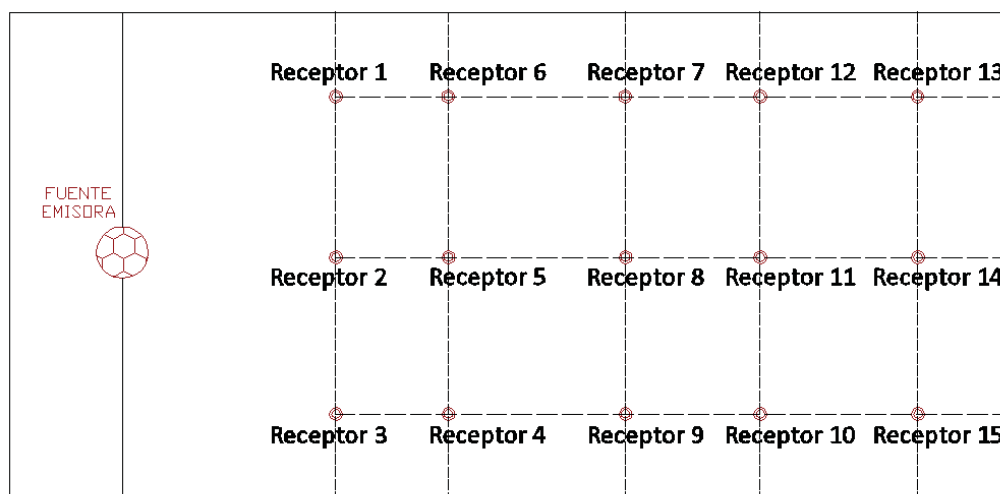 Receptor 1 Receptor 6 Receptor 7 Receptor 12 Receptor 13
FUENTE
EMISORA
Receptor 2 Receptor 5 Receptor 8 Receptor 11 Receptor 14
Receptor 3 Receptor 4 Receptor 9 Receptor 10 Receptor 15